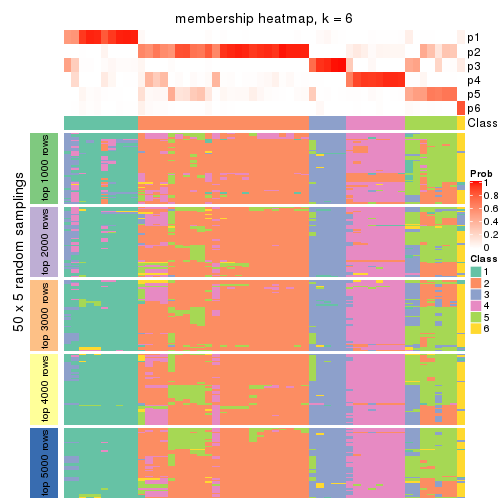 membership heatmap, k = 6
p1
p2
p3
p4
p5
p6
Class
50 x 5 random samplings
top 1000 rows
top 2000 rows
top 3000 rows
top 4000 rows
top 5000 rows
Prob
1
0.8
0.6
0.4
0.2
0
Class
1
2
3
4
5
6